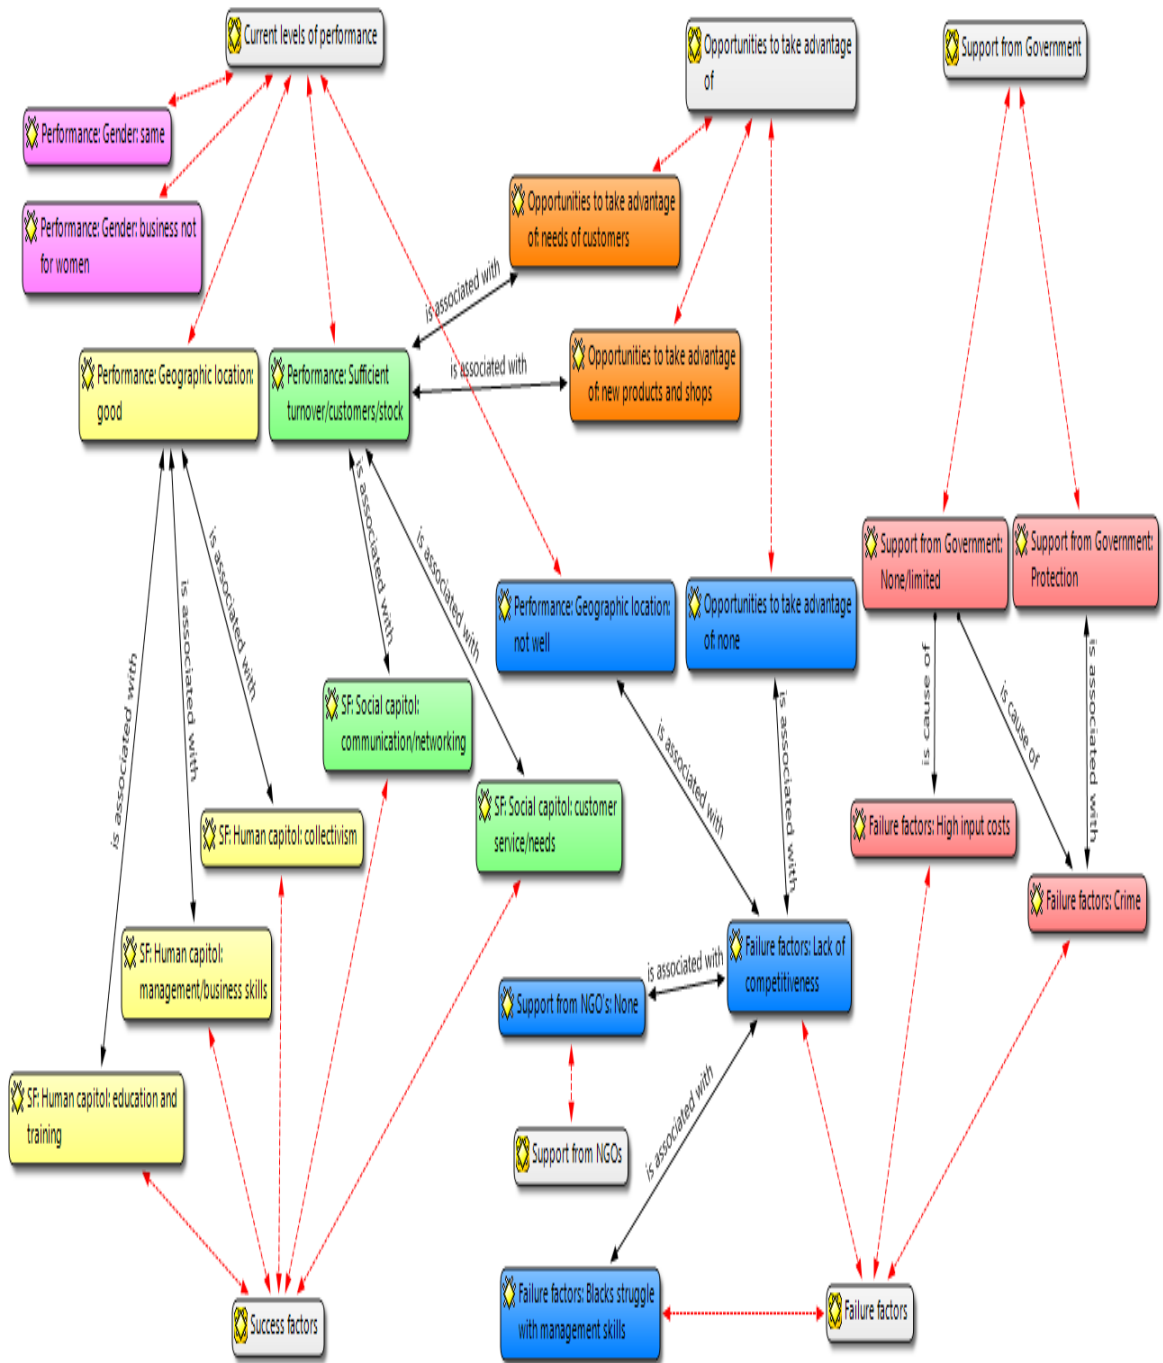 Current levels of performance
Opportunities to take advantage
of
Support from Government
Performance: Gender: same
Performance: Gender: business not
for women
Opportunities to take advantage
of: needs of customers
is associated with
Performance: Geographic location:
good
Performance: Sufficient
turnover/customers/stock
is associated with
Opportunities to take advantage
of: new products and shops
is associated with
is associated with
is associated with
is associated with
is associated with
Performance: Geographic location:
not well
Opportunities to take advantage
of: none
Support from Government:
None/limited
Support from Government:
Protection
SF: Social capitol:
communication/networking
is associated with
is associated with
is cause of
is cause of
is associated with
SF: Human capitol: collectivism
SF: Social capitol: customer
service/needs
Failure factors: High input costs
Failure factors: Crime
SF: Human capitol:
management/business skills
Failure factors: Lack of
competitiveness
is associated with
Support from NGO's: None
SF: Human capitol: education and
training
is associated with
Support from NGOs
Success factors
Failure factors: Blacks struggle
with management skills
Failure factors